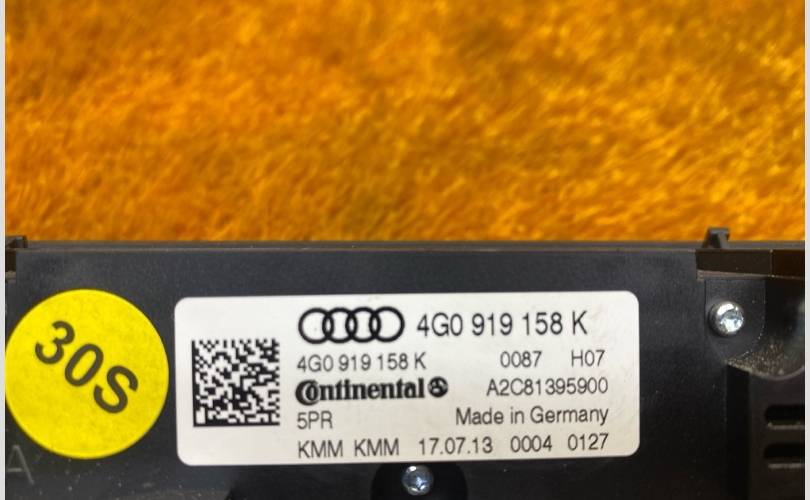 30S
4G0 919 158 K
4G0 919 158 K 0087 H07
Continental A2C81395900
5PR Made in Germany
KMM KMM 17.07.13 0004 0127
A